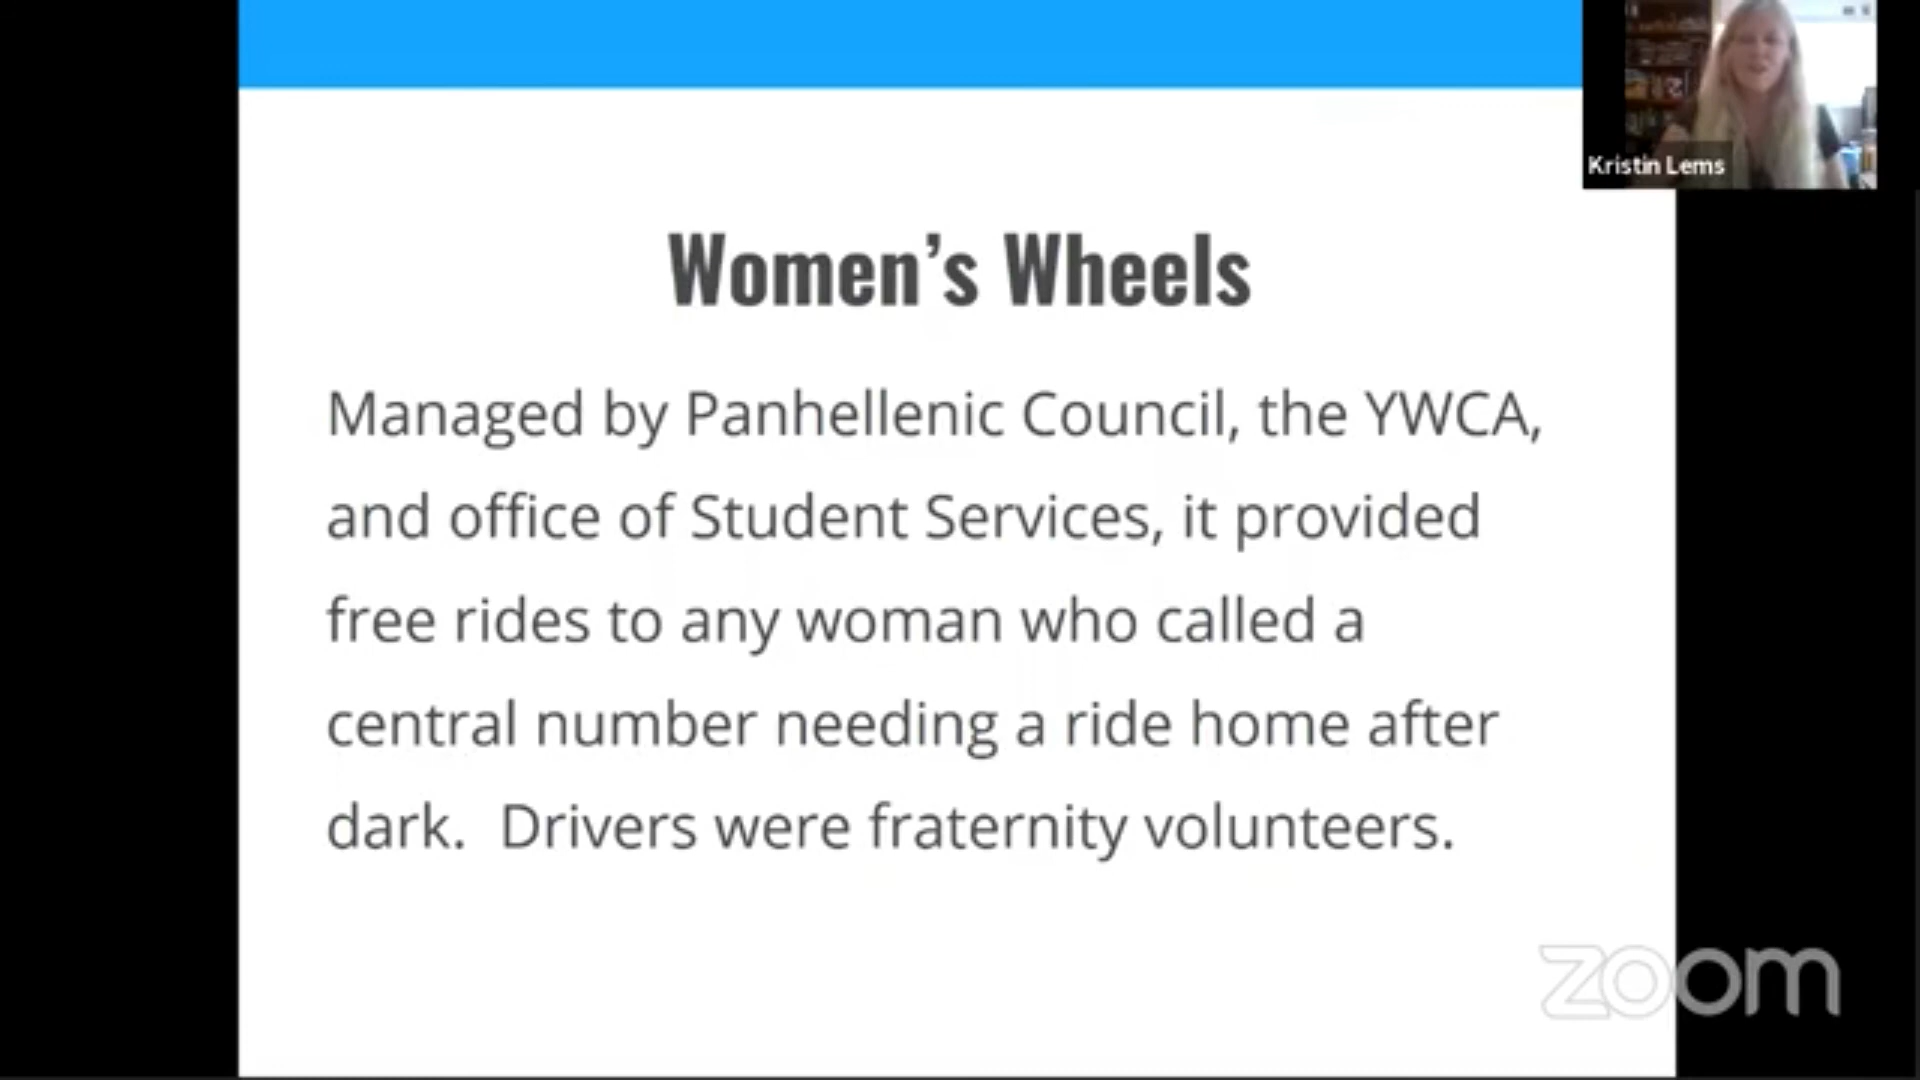 Kristin Lems
Women’s Wheels
Managed by Panhellenic Council, the YWCA,
and office of Student Services, it provided
free rides to any woman who called a
central number needing a ride home after
dark.  Drivers were fraternity volunteers.
zoom